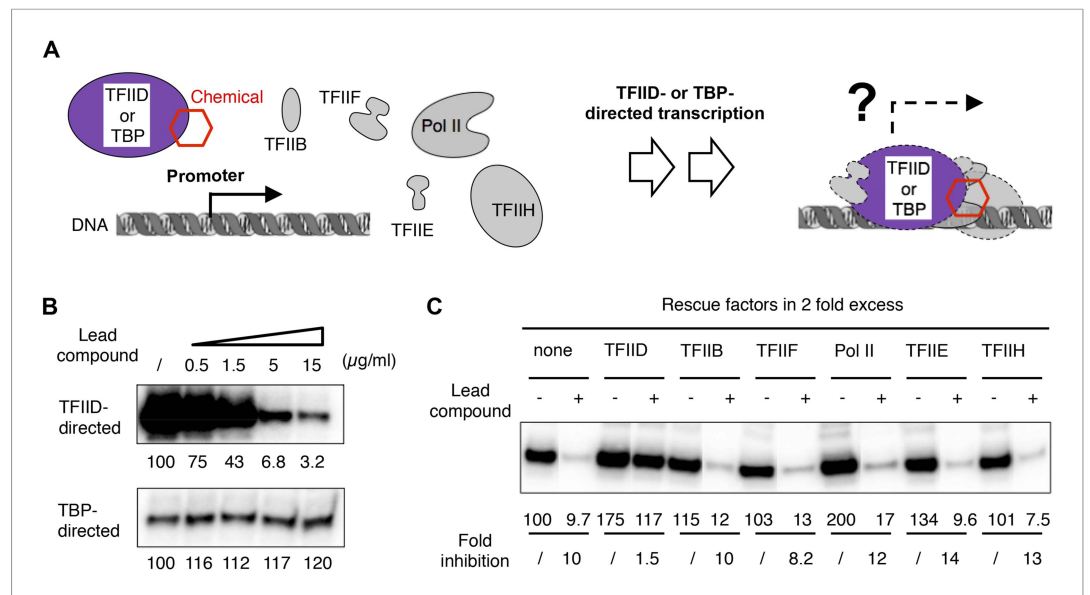 A
TFIID
or
TBP
Chemical
TFIIB
TFIIF
Pol II
Promoter
DNA
TFIIE
TFIIH
TFIID- or TBP-
directed transcription
?
TFIID
or
TBP
B
Lead
compound
/ 0.5 1.5 5 15 (µg/ml)
TFIID-
directed
100 75 43 6.8 3.2
TBP-
directed
100 116 112 117 120
C
Rescue factors in 2 fold excess
none TFIID TFIIB TFIIF Pol II TFIIE TFIIH
Lead
compound
- + - + - + - + - + - + - +
100 9.7 175 117 115 12 103 13 200 17 134 9.6 101 7.5
Fold
inhibition
/ 10 / 1.5 / 10 / 8.2 / 12 / 14 / 13